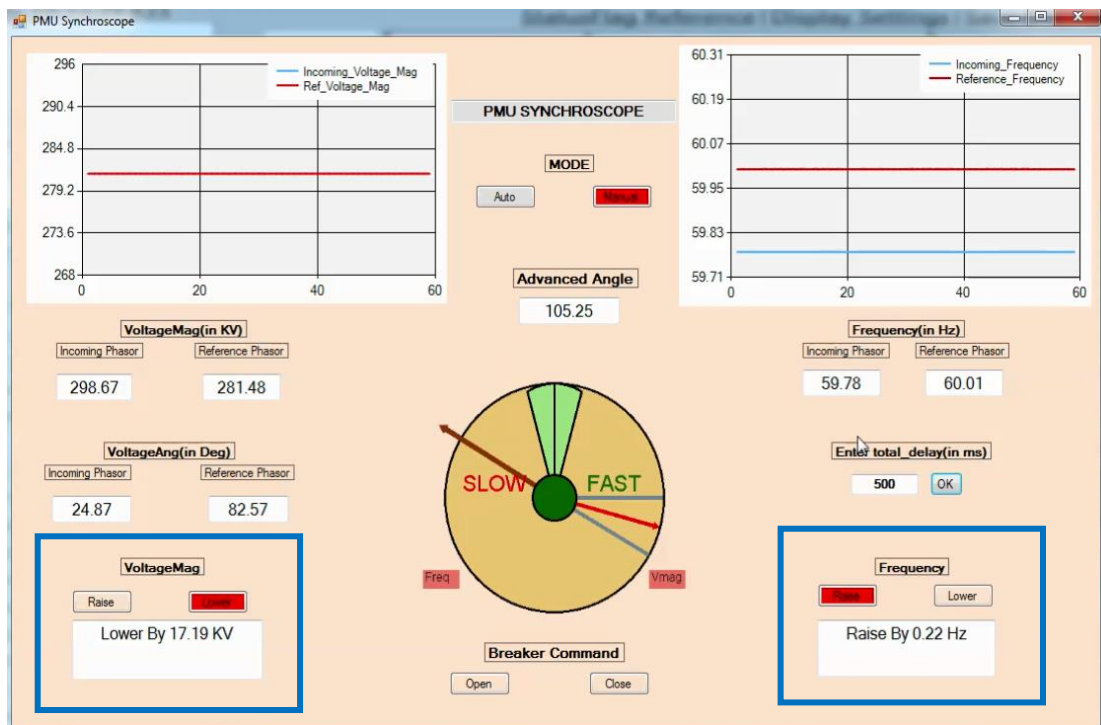 PMU Synchroscope
296
290.4
284.8
279.2
273.6
268
0 20 40 60
Incoming_Voltage_Mag
Ref_Voltage_Mag
PMU SYNCHROSCOPE
MODE
Auto Manual
Advanced Angle
105.25
60.31
60.19
60.07
59.95
59.83
59.71
0 20 40 60
Incoming_Frequency
Reference_Frequency
VoltageMag(in KV)
Incoming Phasor Reference Phasor
298.67 281.48
Frequency(in Hz)
Incoming Phasor Reference Phasor
59.78 60.01
VoltageAng(in Deg)
Incoming Phasor Reference Phasor
24.87 82.57
SLOW FAST
Freq Vmag
Enter total_delay(in ms)
500 OK
VoltageMag
Raise Lower
Lower By 17.19 KV
Breaker Command
Open Close
Frequency
Raise Lower
Raise By 0.22 Hz